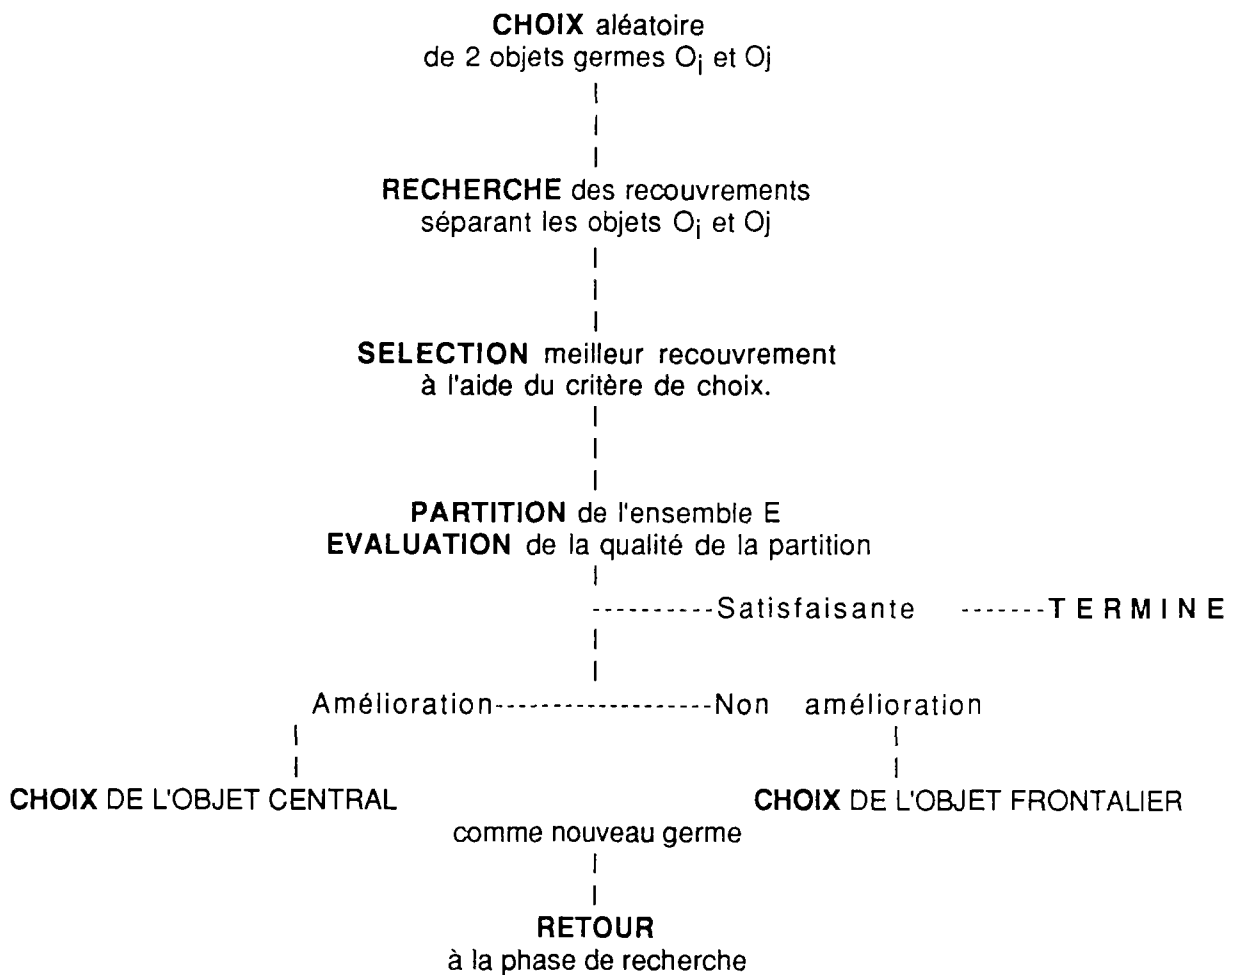 CHOIX aléatoire
de 2 objets germes Oi et Oj
RECHERCHE des recouvrements
séparant les objets Oi et Oj
SELECTION meilleur recouvrement
à l'aide du critère de choix.
PARTITION de l'ensemble E
EVALUATION de la qualité de la partition
----------Satisfaisante -------TERMINE
Amélioration-------------------Non amélioration
CHOIX DE L'OBJET CENTRAL CHOIX DE L'OBJET FRONTALIER
comme nouveau germe
RETOUR
à la phase de recherche